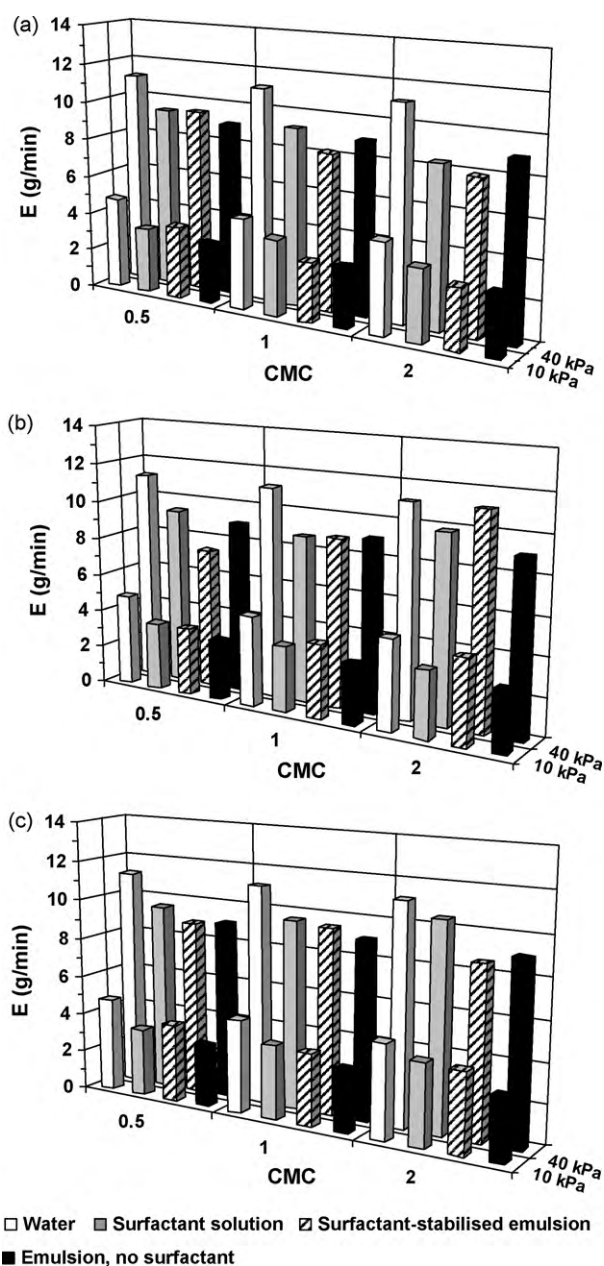 (a)
14
12
10
8
6
4
2
0
E (g/min)
0.5
1
2
CMC
40 kPa
10 kPa
(b)
14
12
10
8
6
4
2
0
E (g/min)
0.5
1
2
CMC
40 kPa
10 kPa
(c)
14
12
10
8
6
4
2
0
E (g/min)
0.5
1
2
CMC
40 kPa
10 kPa
Water Surfactant solution Surfactant-stabilised emulsion
Emulsion, no surfactant